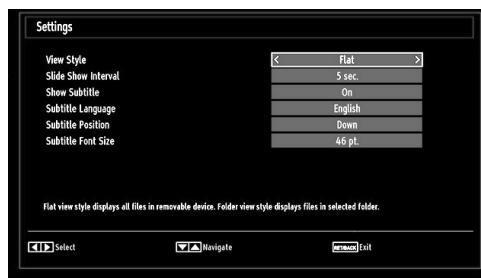 Settings
View Style < Flat >
Slide Show Interval 5 sec.
Show Subtitle On
Subtitle Language English
Subtitle Position Down
Subtitle Font Size 46 pt.
Flat view style displays all files in removable device. Folder view style displays files in selected folder.
Select Navigate RET/BACK Exit